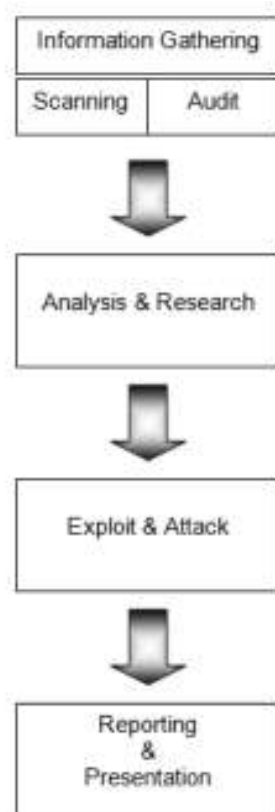 Information Gathering
Scanning
Audit
Analysis & Research
Exploit & Attack
Reporting
&
Presentation